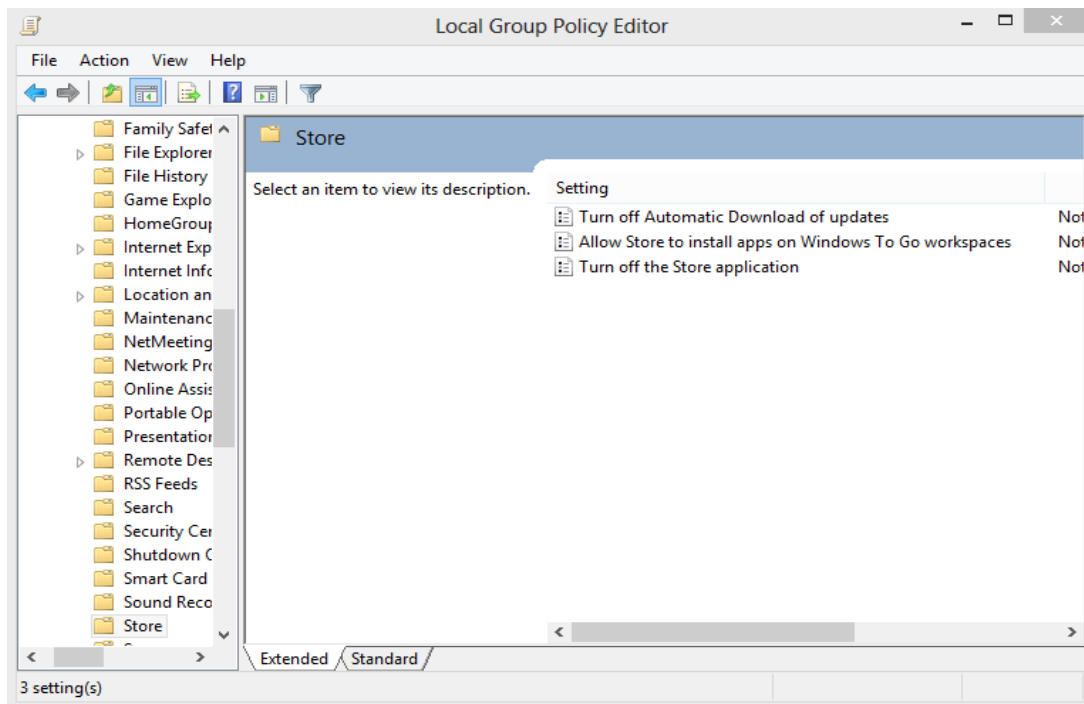 Local Group Policy Editor
File Action View Help
Family Safet
File Explorer
File History
Game Explo
HomeGroup
Internet Exp
Internet Info
Location an
Maintenanc
NetMeeting
Network Pro
Online Assis
Portable Op
Presentation
Remote Des
RSS Feeds
Search
Security Cen
Shutdown O
Smart Card
Sound Reco
Store
Store
Select an item to view its description.
Setting
Turn off Automatic Download of updates Not
Allow Store to install apps on Windows To Go workspaces Not
Turn off the Store application Not
Extended Standard
3 setting(s)